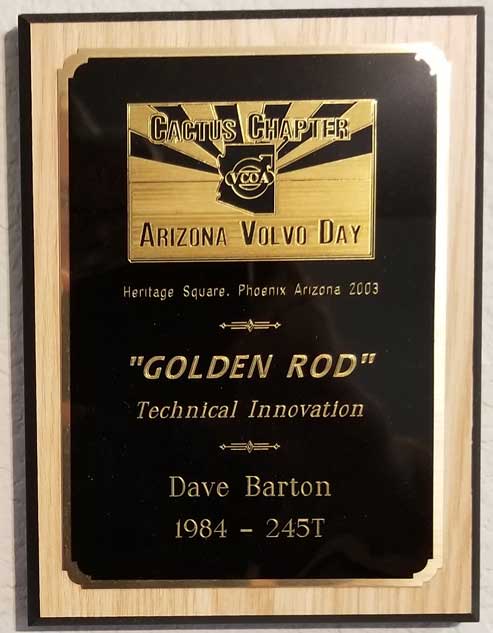 CACTUS CHAPTER
VCOA
ARIZONA VOLVO DAY
Heritage Square, Phoenix Arizona 2003
"GOLDEN ROD"
Technical Innovation
Dave Barton
1984 - 245T